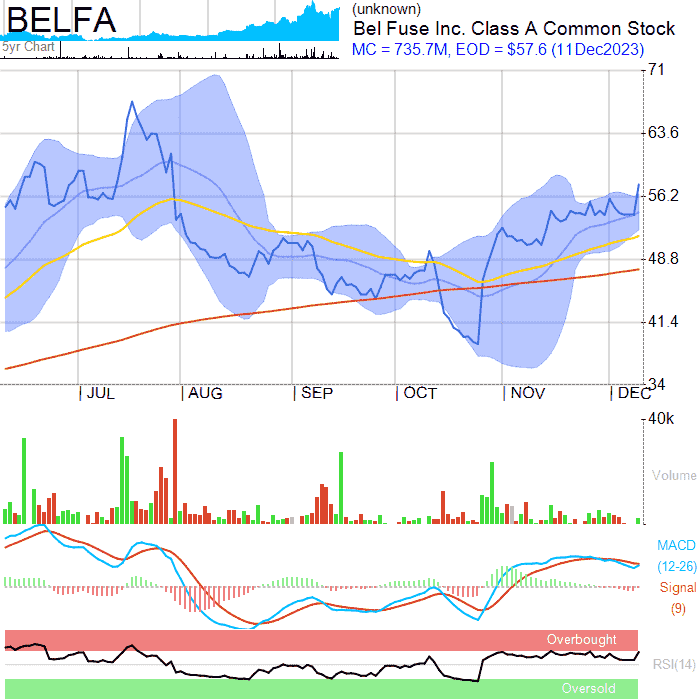 BELFA
5yr Chart
(unknown)
Bel Fuse Inc. Class A Common Stock
MC = 735.7M, EOD = $57.6 (11Dec2023)
71
63.6
56.2
48.8
41.4
34
JUL
AUG
SEP
OCT
NOV
DEC
40k
Volume
MACD
(12-26)
Signal
(9)
Overbought
RSI(14)
Oversold